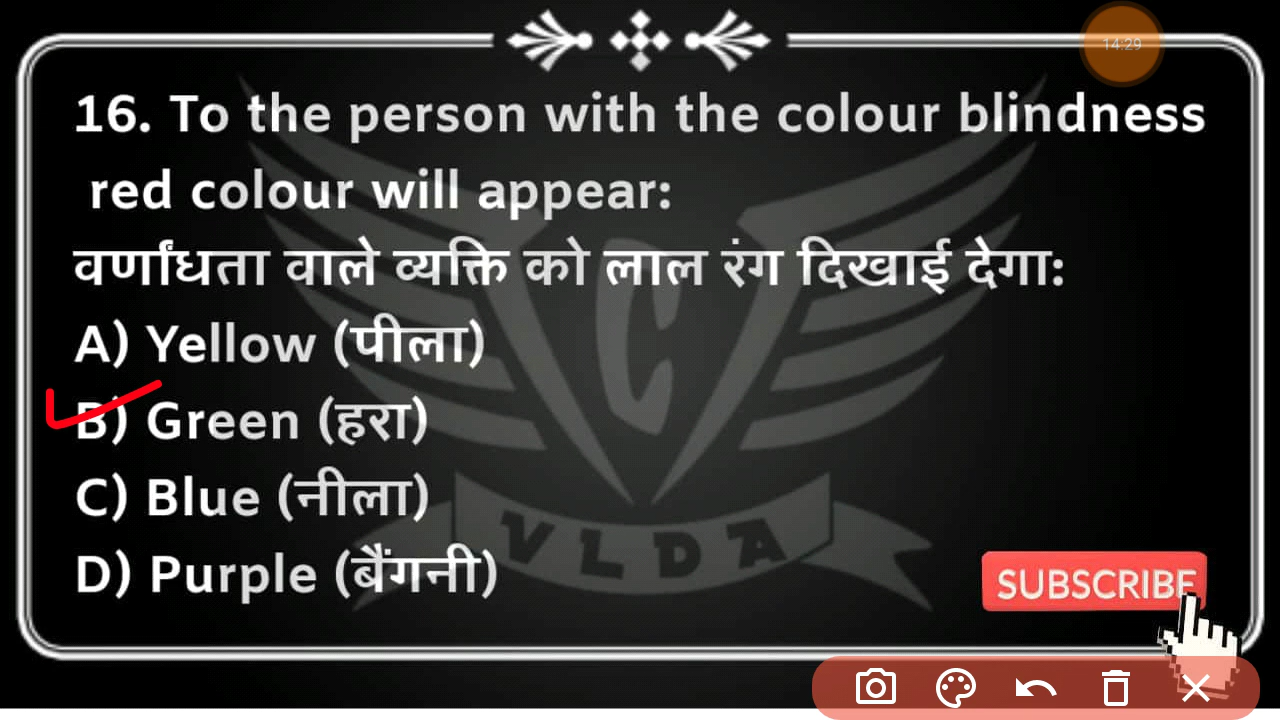 14:29
16. To the person with the colour blindness
red colour will appear:
वर्णांधता वाले व्यक्ति को लाल रंग दिखाई देगा:
A) Yellow (पीला)
B) Green (हरा)
C) Blue (नीला)
D) Purple (बैंगनी)
VLDA
SUBSCRIBE